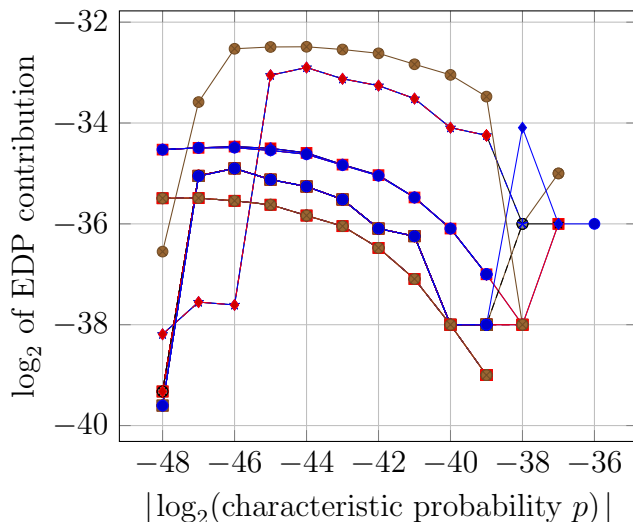 −32
−34
−36
−38
−40
log₂ of EDP contribution
−48 −46 −44 −42 −40 −38 −36
|log₂(characteristic probability p)|